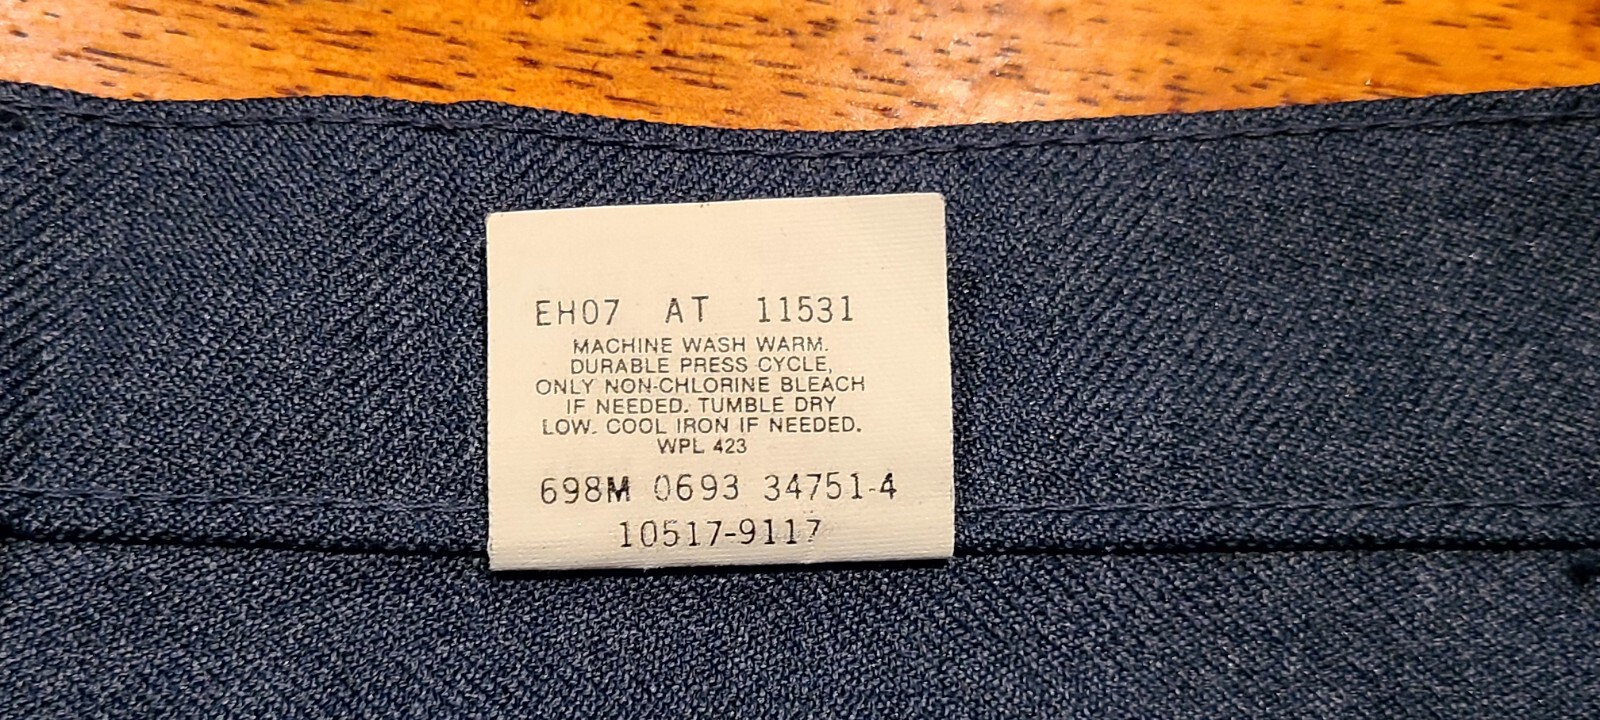 EH07 AT 11531
MACHINE WASH WARM.
DURABLE PRESS CYCLE,
ONLY NON-CHLORINE BLEACH
IF NEEDED. TUMBLE DRY
LOW. COOL IRON IF NEEDED.
WPL 423
698M 0693 34751-4
10517-9117